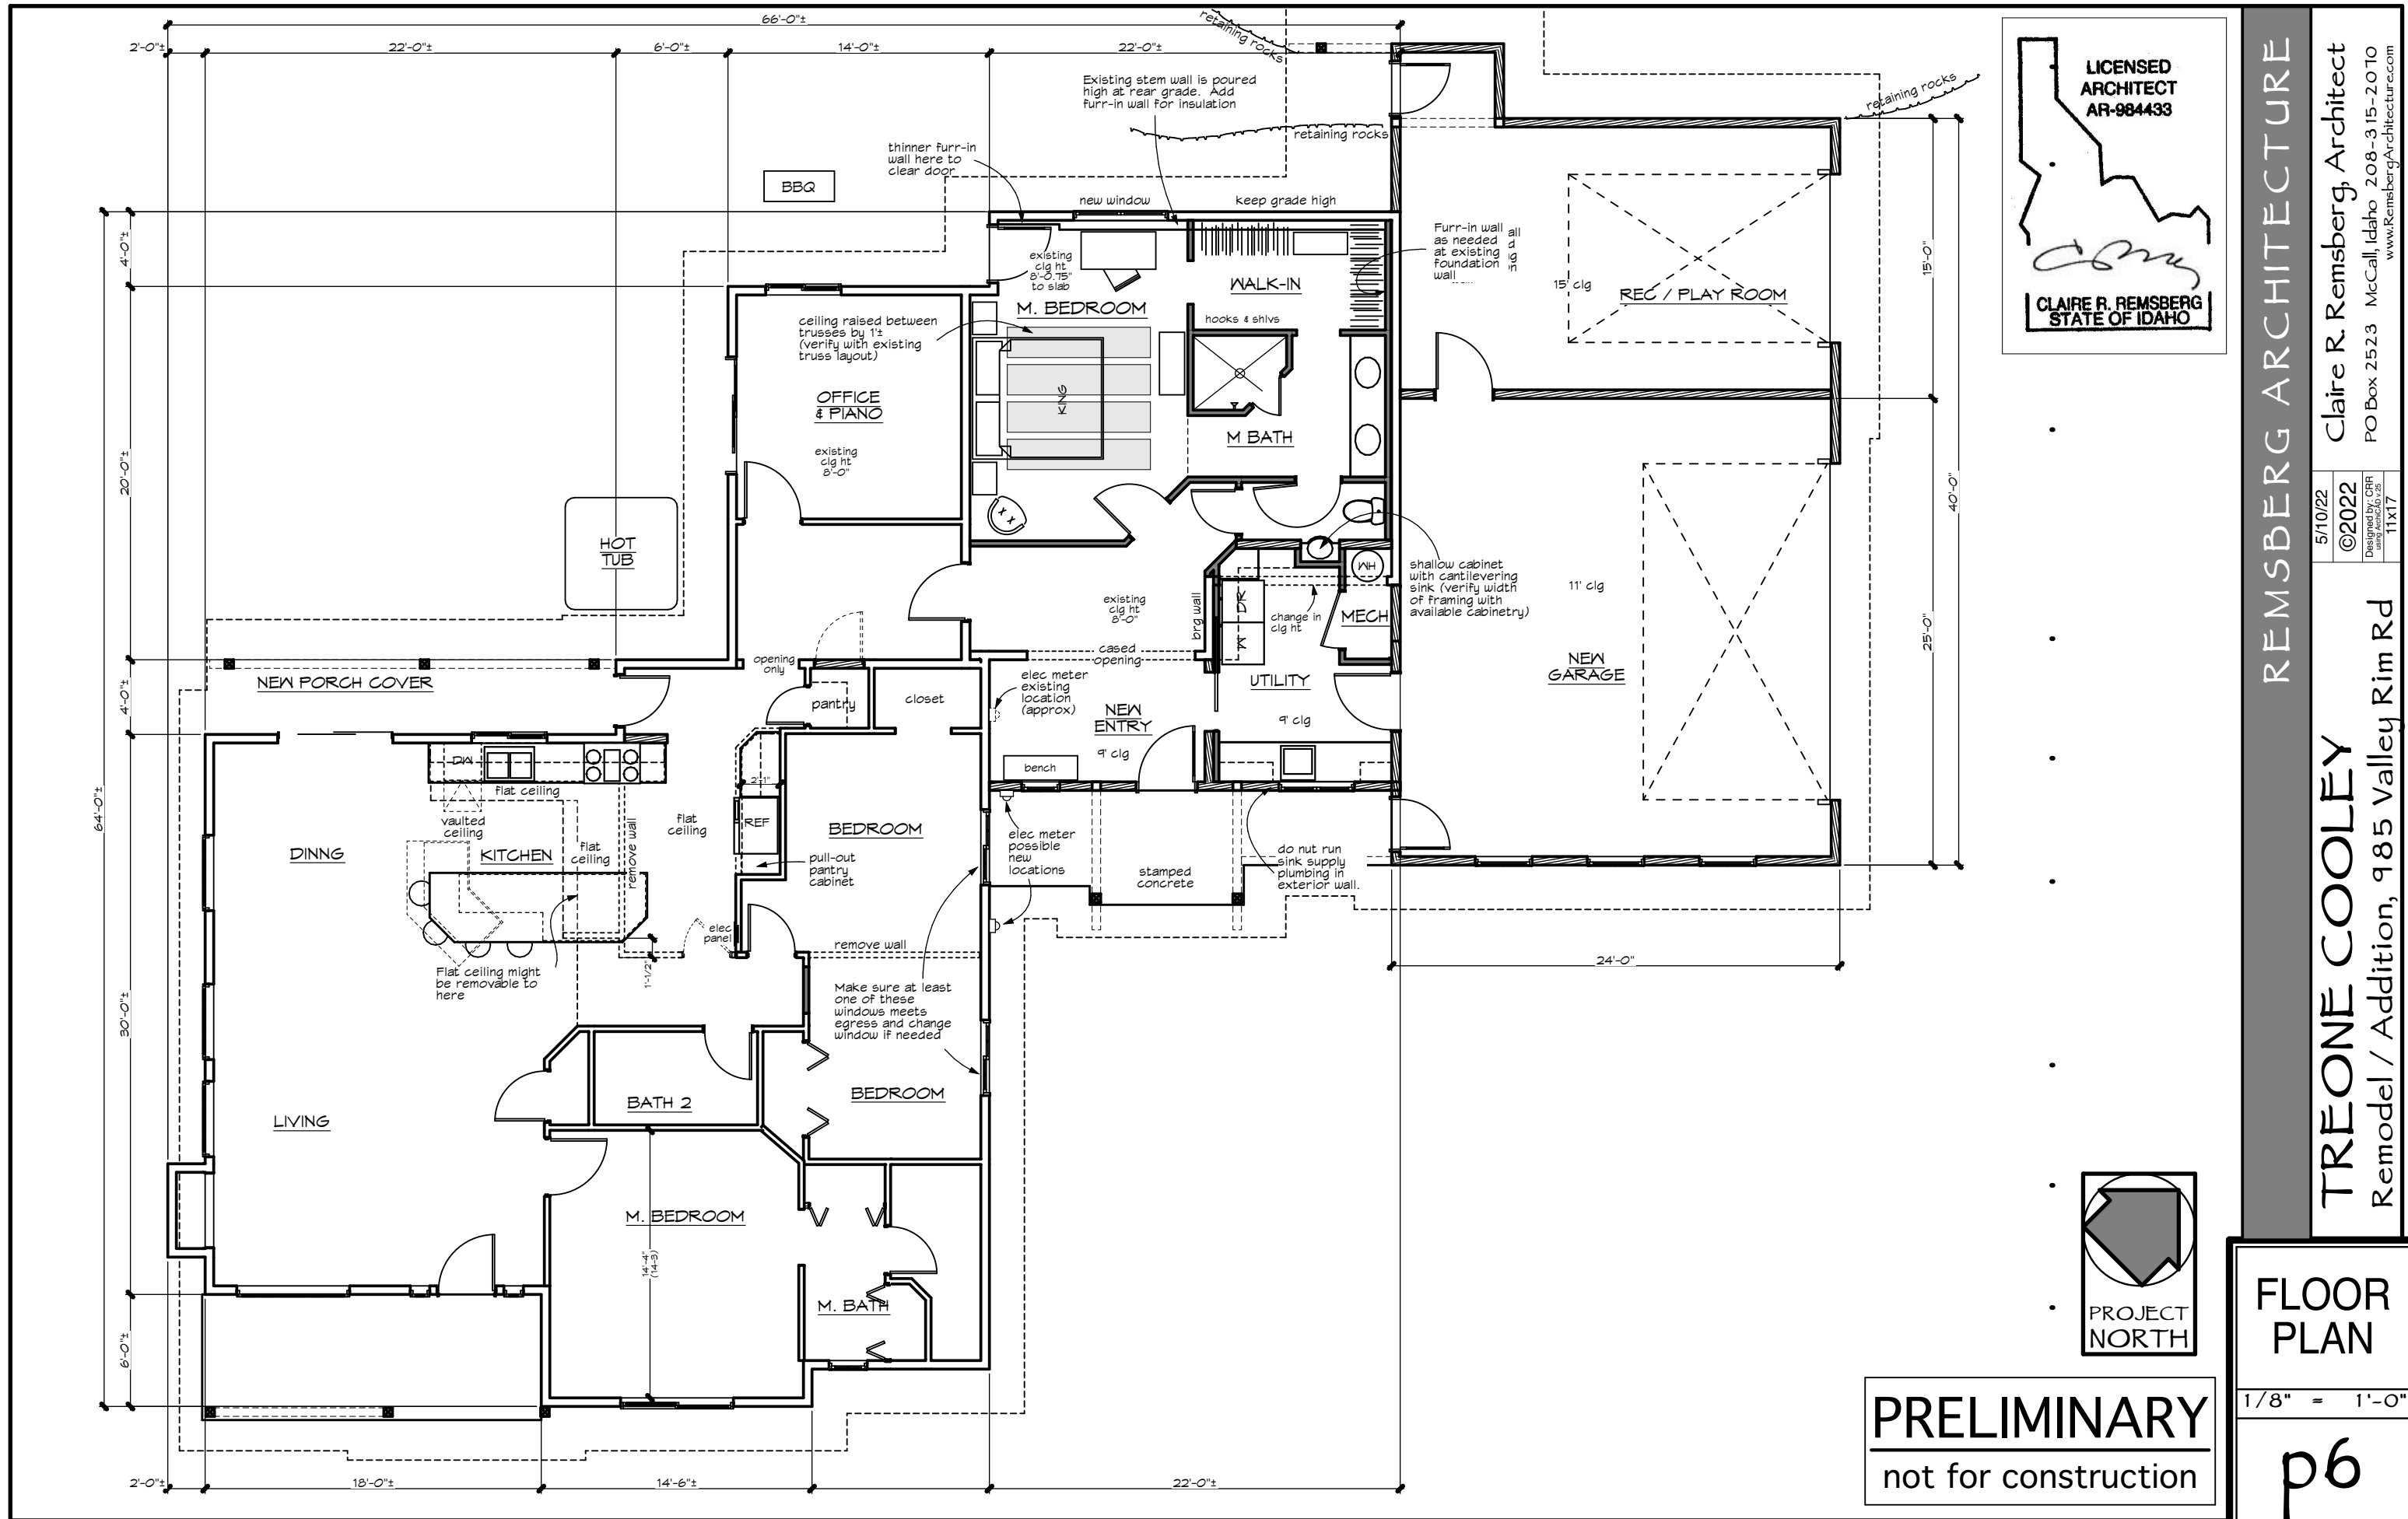 66'-0"±
2'-0"±
22'-0"±
6'-0"±
14'-0"±
22'-0"±
retaining rocks
Existing stem wall is poured
high at rear grade. Add
furr-in wall for insulation
retaining rocks
retaining rocks
thinner furr-in
wall here to
clear door
BBQ
new window
keep grade high
4'-0"±
20'-0"±
4'-0"±
64'-0"±
30'-0"±
6'-0"±
existing
clg ht
8'-0.75"
to slab
M. BEDROOM
WALK-IN
hooks & shlvs
Furr-in wall
as needed
at existing
foundation
wall
15' clg
REC / PLAY ROOM
15'-0"
40'-0"
25'-0"
ceiling raised between
trusses by 1'±
(verify with existing
truss layout)
OFFICE
& PIANO
existing
clg ht
8'-0"
KING
M BATH
HOT
TUB
WH
MECH
shallow cabinet
with cantilevering
sink (verify width
of framing with
available cabinetry)
11' clg
NEW
GARAGE
existing
clg ht
8'-0"
brg wall
DR
W
change in
clg ht
cased
opening
opening
only
NEW PORCH COVER
pantry
closet
elec meter
existing
location
(approx)
NEW
ENTRY
9' clg
bench
UTILITY
9' clg
DW
flat ceiling
vaulted
ceiling
DINNG
KITCHEN
flat
ceiling
remove wall
flat
ceiling
2'-1"
REF
BEDROOM
pull-out
pantry
cabinet
elec meter
possible
new
locations
stamped
concrete
do nut run
sink supply
plumbing in
exterior wall.
elec
panel
remove wall
1'-1/2"
Flat ceiling might
be removable to
here
24'-0"
Make sure at least
one of these
windows meets
egress and change
window if needed
BEDROOM
BATH 2
LIVING
M. BEDROOM
14'-4"
(14-3)
M. BATH
2'-0"±
18'-0"±
14'-6"±
22'-0"±
LICENSED
ARCHITECT
AR-984433
CLAIRE R. REMSBERG
STATE OF IDAHO
REMSBERG ARCHITECTURE
Claire R. Remsberg, Architect
PO Box 2523 McCall, Idaho 208-315-2070
www.RemsbergArchitecture.com
5/10/22
©2022
Designed by: CRR
using ArchiCAD v.25
11x17
TREONE COOLEY
Remodel / Addition, 985 Valley Rim Rd
PROJECT
NORTH
PRELIMINARY
not for construction
FLOOR
PLAN
1/8" = 1'-0"
p6